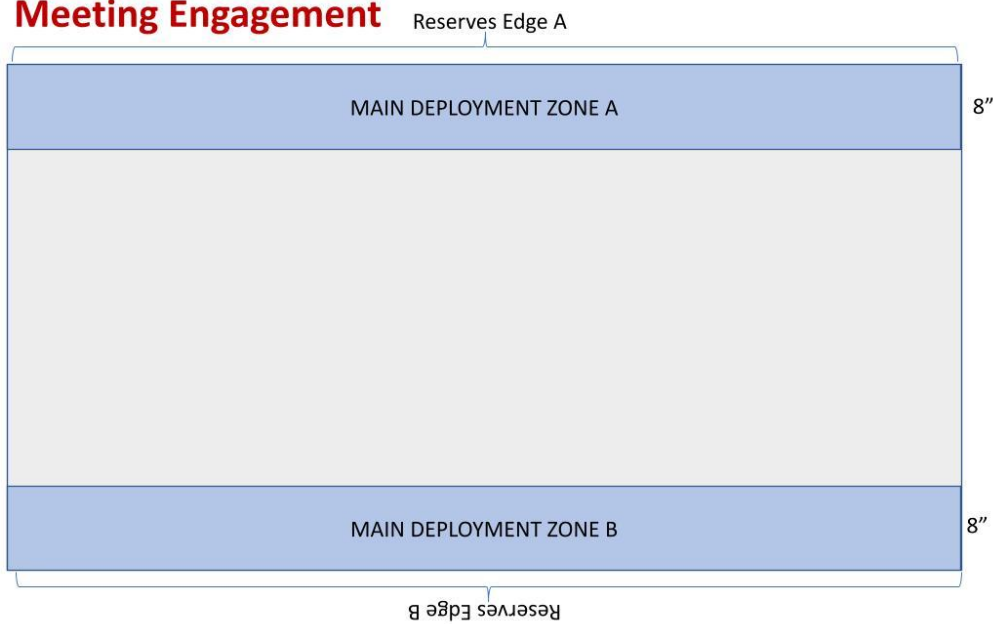 Meeting Engagement
Reserves Edge A
MAIN DEPLOYMENT ZONE A
8”
MAIN DEPLOYMENT ZONE B
8”
Reserves Edge B